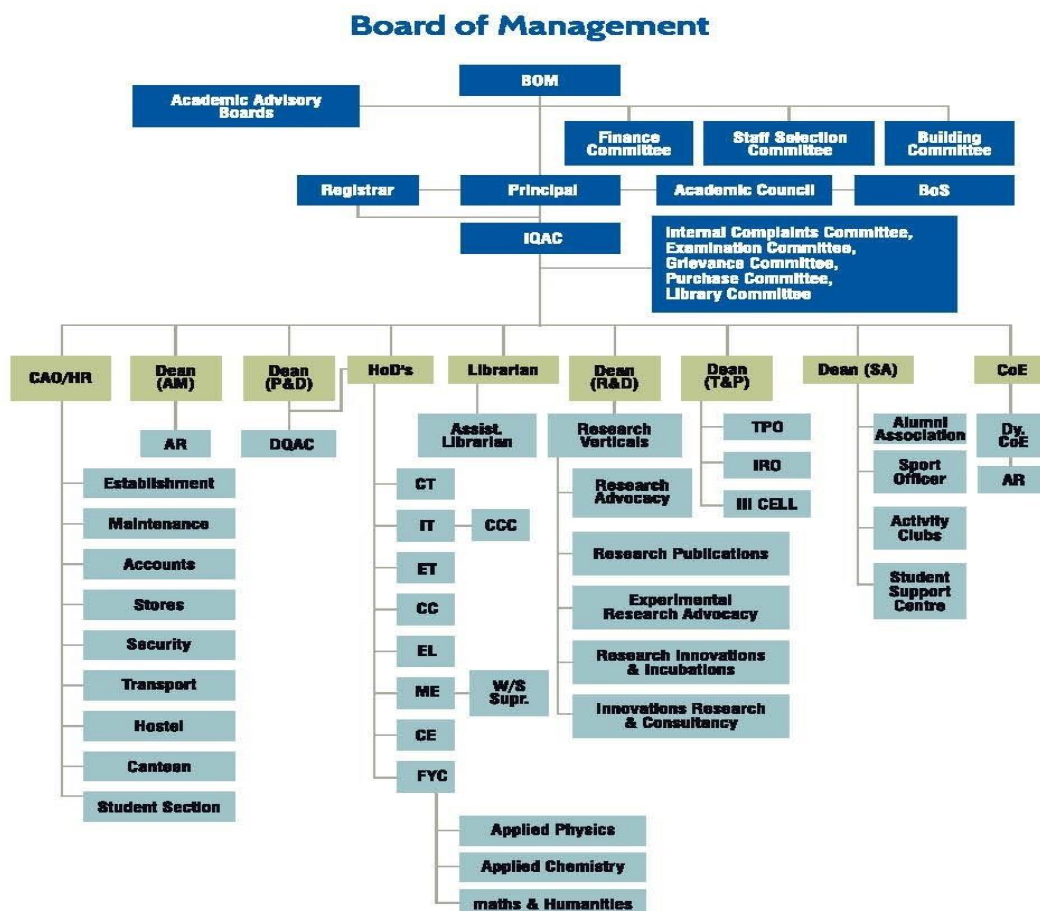 Board of Management
BOM
Academic Advisory
Boards
Finance
Committee
Staff Selection
Committee
Building
Committee
Registrar
Principal
Academic Council
BoS
IQAC
Internal Complaints Committee,
Examination Committee,
Grievance Committee,
Purchase Committee,
Library Committee
CAO/HR
Dean
(AM)
Dean
(P&D)
HoD's
Librarian
Dean
(R&D)
Dean
(T&P)
Dean (SA)
CoE
AR
DQAC
Assist.
Librarian
Research
Verticals
TPO
Alumni
Association
Dy.
CoE
Establishment
Maintenance
Accounts
Stores
Security
Transport
Hostel
Canteen
Student Section
CT
IT
CCC
ET
CC
EL
ME
W/S
Supr.
CE
FYC
Applied Physics
Applied Chemistry
maths & Humanities
Research
Advocacy
Research Publications
Experimental
Research Advocacy
Research Innovations
& Incubations
Innovations Research
& Consultancy
IRO
III CELL
Sport
Officer
Activity
Clubs
Student
Support
Centre
AR